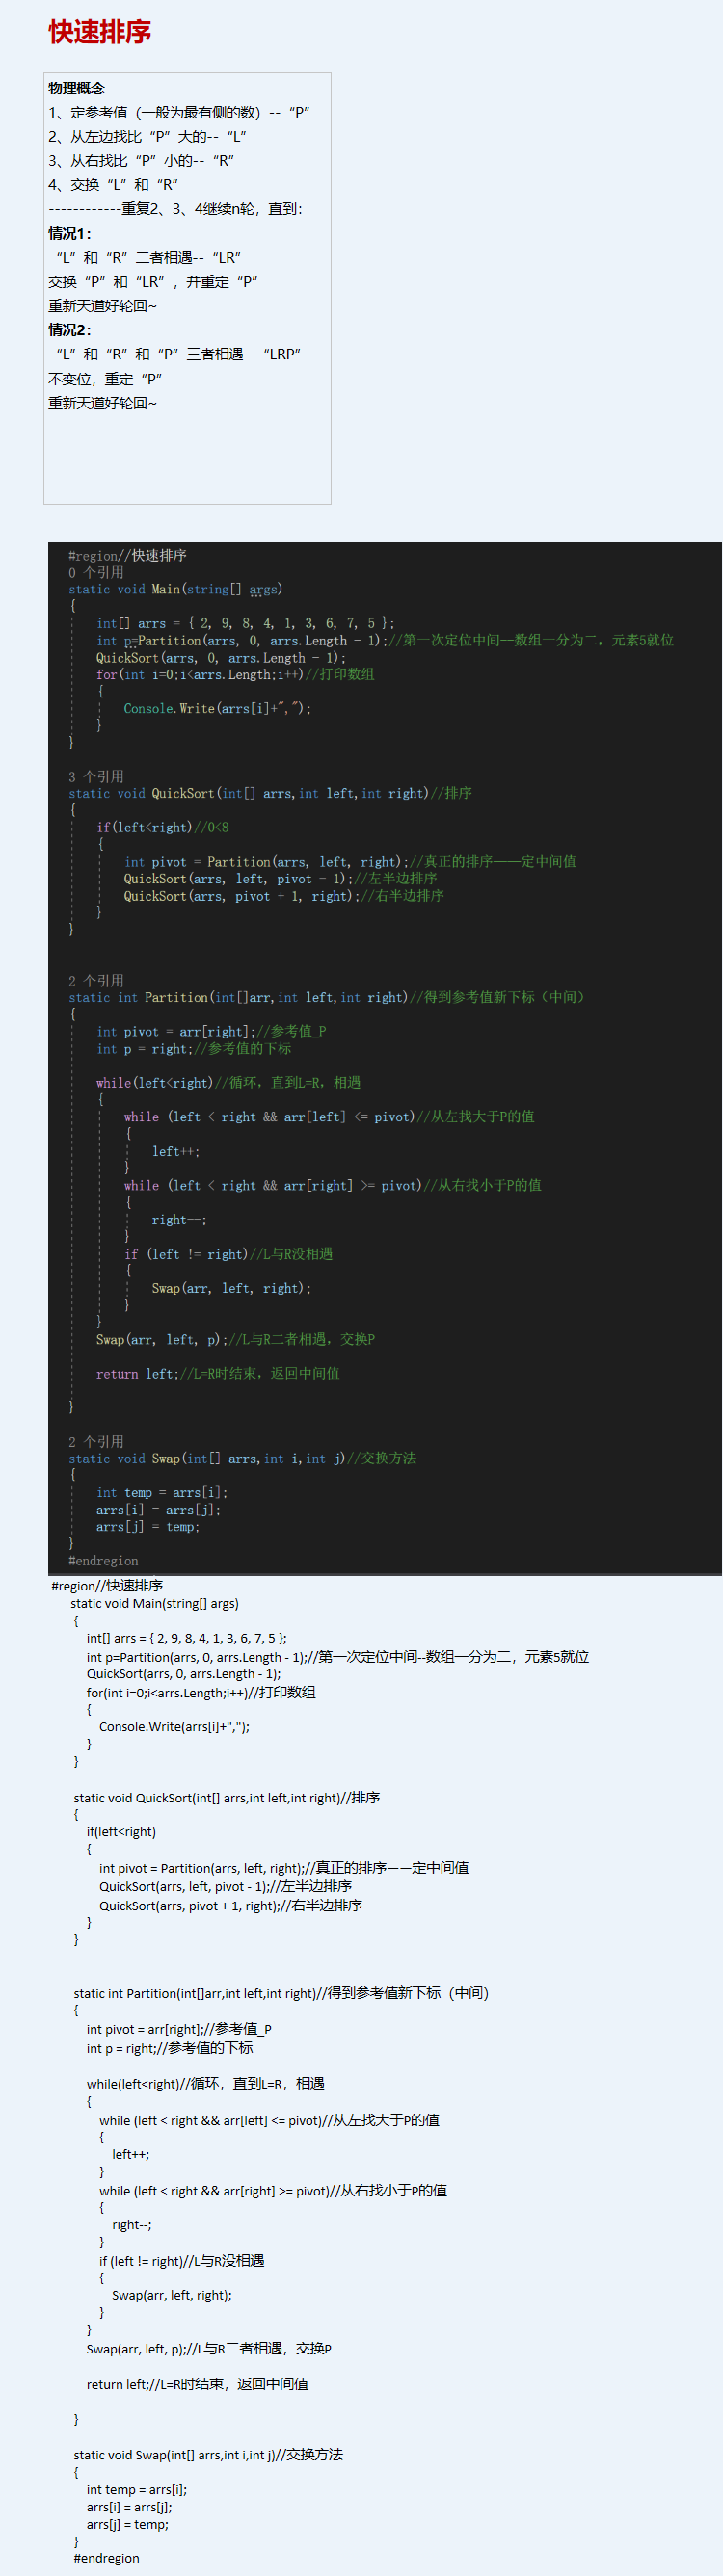 快速排序
物理概念
1、定参考值（一般为最有侧的数）--“P”
2、从左边找比“P”大的--“L”
3、从右找比“P”小的--“R”
4、交换“L”和“R”
------------重复2、3、4继续n轮，直到：
情况1：
“L”和“R”二者相遇--“LR”
交换“P”和“LR”，并重定“P”
重新天道好轮回~
情况2：
“L”和“R”和“P”三者相遇--“LRP”
不变位，重定“P”
重新天道好轮回~
#region//快速排序
0 个引用
static void Main(string[] args)
{
int[] arrs = { 2, 9, 8, 4, 1, 3, 6, 7, 5 };
int p=Partition(arrs, 0, arrs.Length - 1);//第一次定位中间--数组一分为二，元素5就位
QuickSort(arrs, 0, arrs.Length - 1);
for(int i=0;i<arrs.Length;i++)//打印数组
{
Console.Write(arrs[i]+",");
}
}
3 个引用
static void QuickSort(int[] arrs,int left,int right)//排序
{
if(left<right)//0<8
{
int pivot = Partition(arrs, left, right);//真正的排序——定中间值
QuickSort(arrs, left, pivot - 1);//左半边排序
QuickSort(arrs, pivot + 1, right);//右半边排序
}
}
2 个引用
static int Partition(int[]arr,int left,int right)//得到参考值新下标（中间）
{
int pivot = arr[right];//参考值_P
int p = right;//参考值的下标
while(left<right)//循环，直到L=R，相遇
{
while (left < right && arr[left] <= pivot)//从左找大于P的值
{
left++;
}
while (left < right && arr[right] >= pivot)//从右找小于P的值
{
right--;
}
if (left != right)//L与R没相遇
{
Swap(arr, left, right);
}
}
Swap(arr, left, p);//L与R二者相遇，交换P
return left;//L=R时结束，返回中间值
}
2 个引用
static void Swap(int[] arrs,int i,int j)//交换方法
{
int temp = arrs[i];
arrs[i] = arrs[j];
arrs[j] = temp;
}
#endregion
#region//快速排序
static void Main(string[] args)
{
int[] arrs = { 2, 9, 8, 4, 1, 3, 6, 7, 5 };
int p=Partition(arrs, 0, arrs.Length - 1);//第一次定位中间--数组一分为二，元素5就位
QuickSort(arrs, 0, arrs.Length - 1);
for(int i=0;i<arrs.Length;i++)//打印数组
{
Console.Write(arrs[i]+",");
}
}
static void QuickSort(int[] arrs,int left,int right)//排序
{
if(left<right)
{
int pivot = Partition(arrs, left, right);//真正的排序——定中间值
QuickSort(arrs, left, pivot - 1);//左半边排序
QuickSort(arrs, pivot + 1, right);//右半边排序
}
}
static int Partition(int[]arr,int left,int right)//得到参考值新下标（中间）
{
int pivot = arr[right];//参考值_P
int p = right;//参考值的下标
while(left<right)//循环，直到L=R，相遇
{
while (left < right && arr[left] <= pivot)//从左找大于P的值
{
left++;
}
while (left < right && arr[right] >= pivot)//从右找小于P的值
{
right--;
}
if (left != right)//L与R没相遇
{
Swap(arr, left, right);
}
}
Swap(arr, left, p);//L与R二者相遇，交换P
return left;//L=R时结束，返回中间值
}
static void Swap(int[] arrs,int i,int j)//交换方法
{
int temp = arrs[i];
arrs[i] = arrs[j];
arrs[j] = temp;
}
#endregion